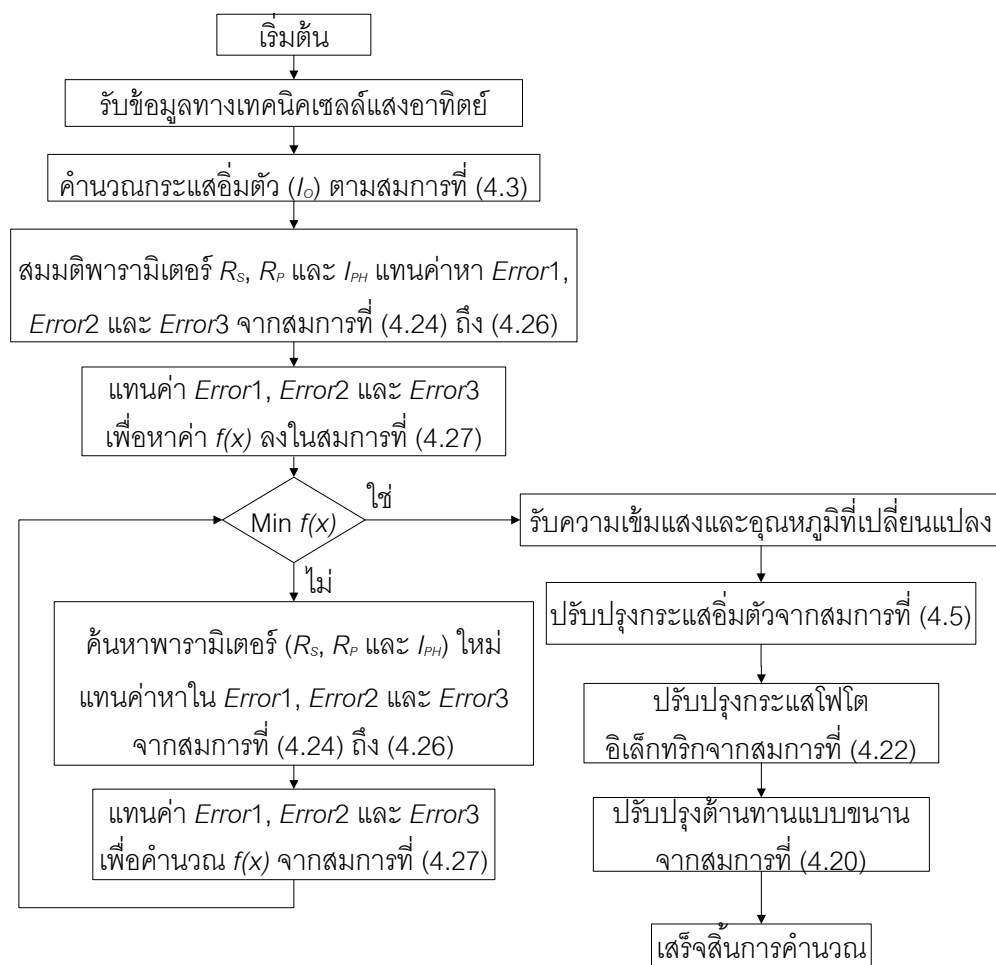 เริ่มต้น
รับข้อมูลทางเทคนิคเซลล์แสงอาทิตย์
คำนวณกระแสอิ่มตัว (I_O) ตามสมการที่ (4.3)
สมมติพารามิเตอร์ R_S, R_P และ I_PH แทนค่าหา Error1,
Error2 และ Error3 จากสมการที่ (4.24) ถึง (4.26)
แทนค่า Error1, Error2 และ Error3
เพื่อหาค่า f(x) ลงในสมการที่ (4.27)
Min f(x)
ใช่
ไม่
ค้นหาพารามิเตอร์ (R_S, R_P และ I_PH) ใหม่
แทนค่าหาใน Error1, Error2 และ Error3
จากสมการที่ (4.24) ถึง (4.26)
แทนค่า Error1, Error2 และ Error3
เพื่อคำนวณ f(x) จากสมการที่ (4.27)
รับความเข้มแสงและอุณหภูมิที่เปลี่ยนแปลง
ปรับปรุงกระแสอิ่มตัวจากสมการที่ (4.5)
ปรับปรุงกระแสโฟโต
อิเล็กทริกจากสมการที่ (4.22)
ปรับปรุงต้านทานแบบขนาน
จากสมการที่ (4.20)
เสร็จสิ้นการคำนวณ